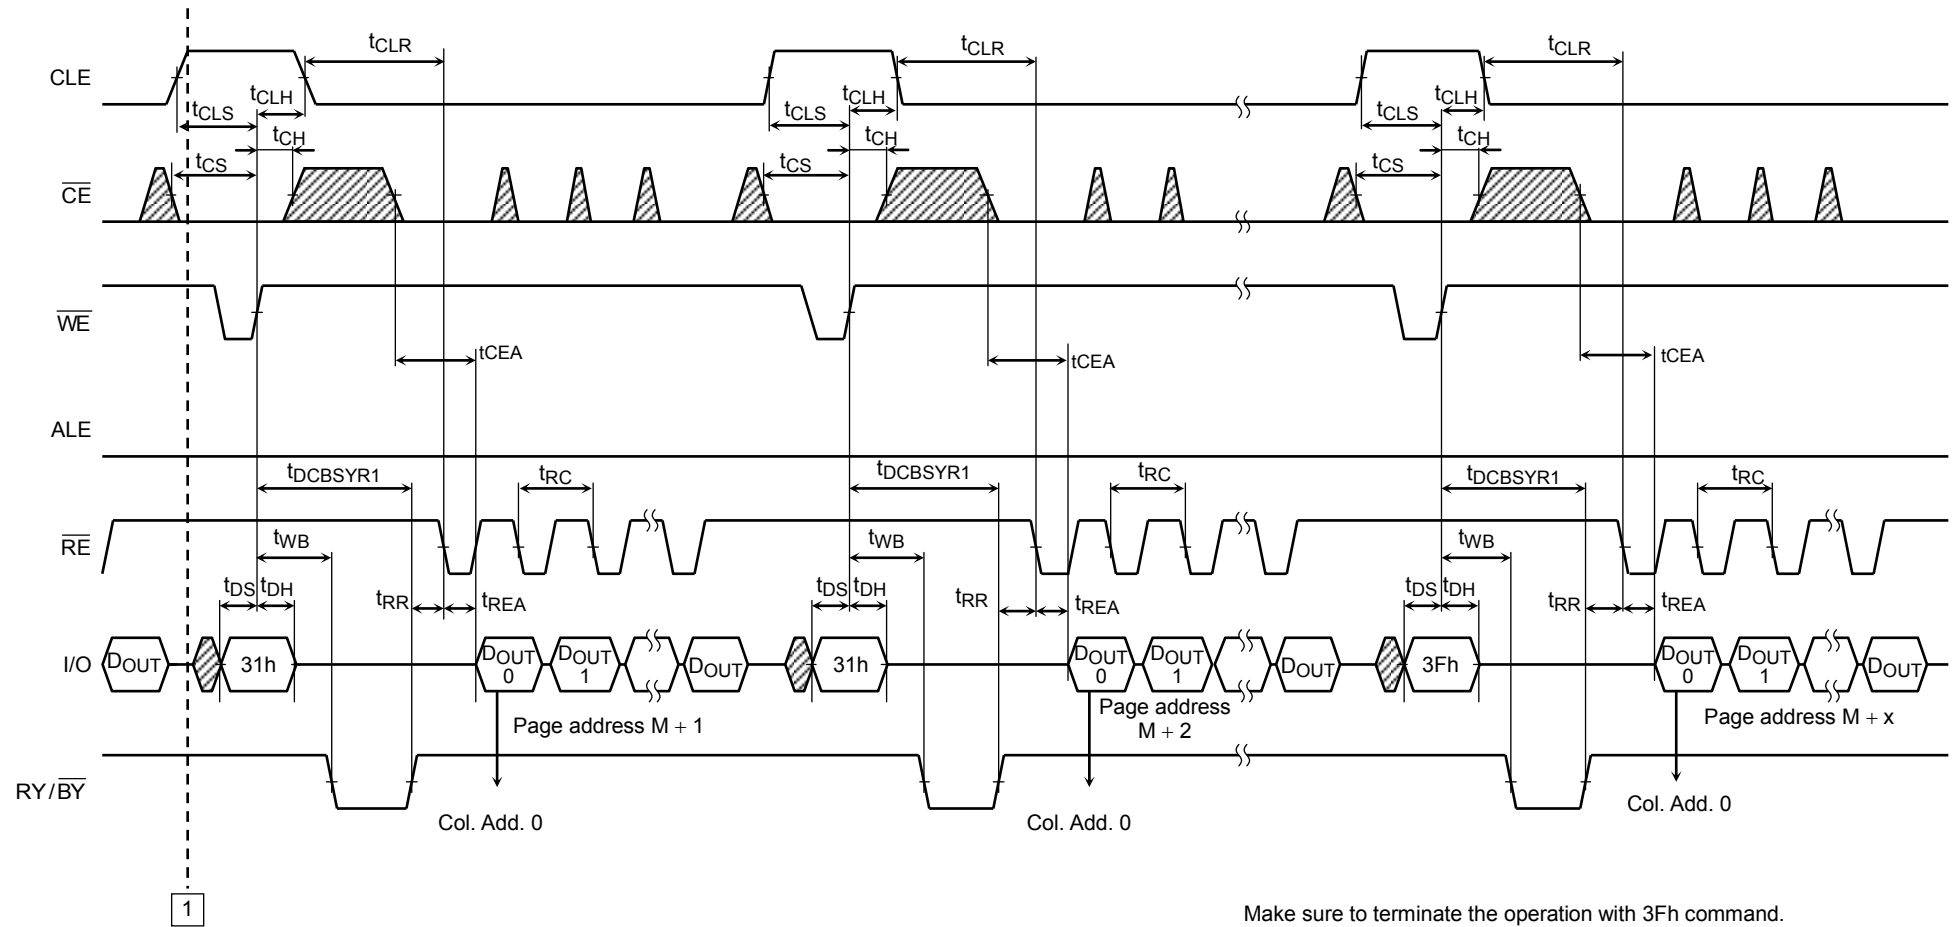 tCLR tCLR tCLR
CLE
tCLH tCLH tCLH
tCLS tCLS tCLS
tCH tCH tCH
tCS tCS tCS
CE
WE
tCEA tCEA tCEA
ALE
tDCBSYR1 tRC tDCBSYR1 tRC tDCBSYR1 tRC
RE
tWB tWB tWB
tDS tDH tRR tREA tDS tDH tRR tREA tDS tDH tRR tREA
I/O DOUT 31h DOUT 0 DOUT 1 DOUT 31h DOUT 0 DOUT 1 DOUT 3Fh DOUT 0 DOUT 1 DOUT
Page address M + 1
Page address
M + 2
Page address M + x
RY/BY
Col. Add. 0 Col. Add. 0 Col. Add. 0
1
Make sure to terminate the operation with 3Fh command.